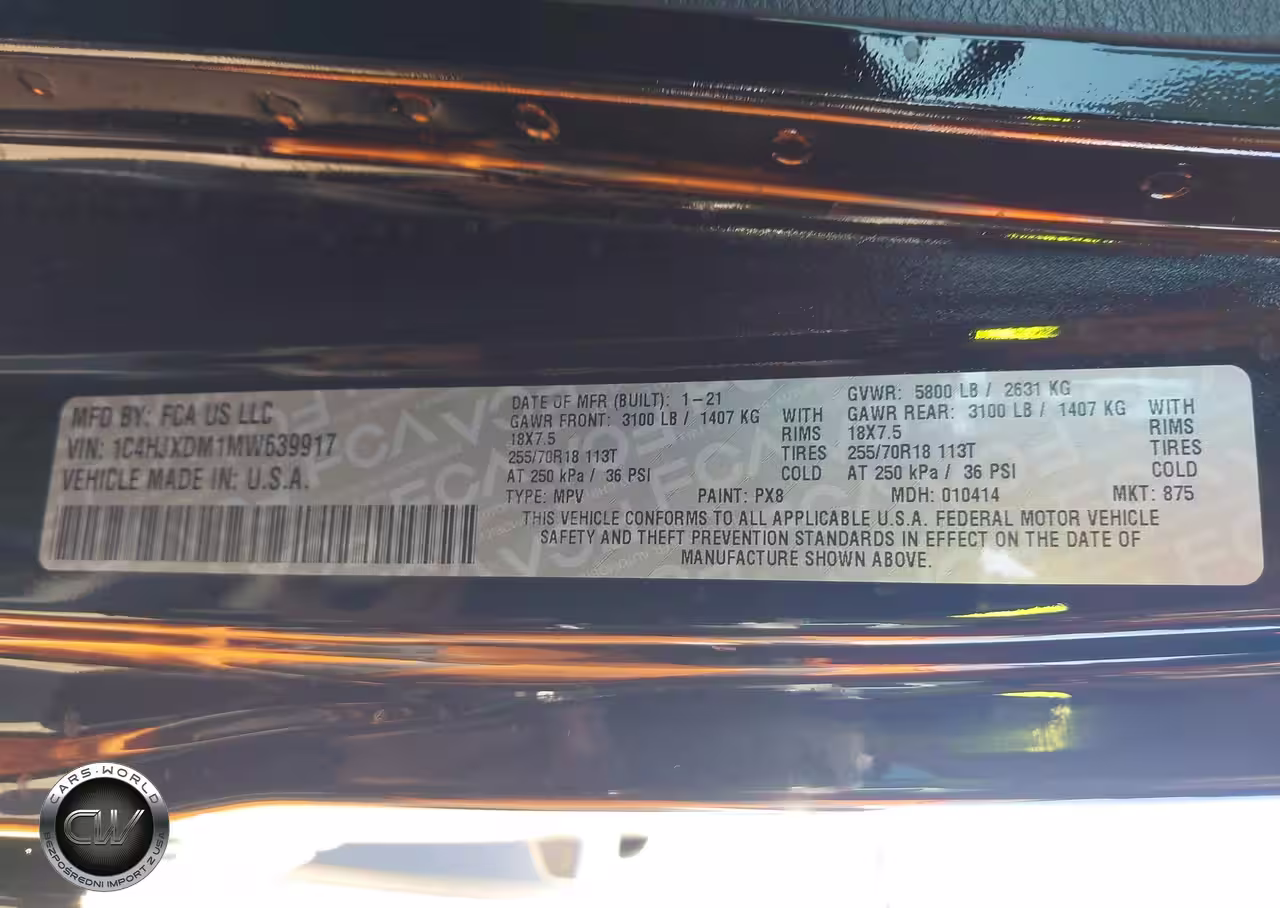 MFD BY: FCA US LLC
VIN: 1C4HJXDM1MW639917
VEHICLE MADE IN: U.S.A.
DATE OF MFR (BUILT): 1-21
GAWR FRONT: 3100 LB / 1407 KG WITH
18X7.5 RIMS
255/70R18 113T TIRES
AT 250 kPa / 36 PSI COLD
GVWR: 5800 LB / 2631 KG
GAWR REAR: 3100 LB / 1407 KG WITH
18X7.5 RIMS
255/70R18 113T TIRES
AT 250 kPa / 36 PSI COLD
TYPE: MPV PAINT: PX8 MDH: 010414 MKT: 875
THIS VEHICLE CONFORMS TO ALL APPLICABLE U.S.A. FEDERAL MOTOR VEHICLE
SAFETY AND THEFT PREVENTION STANDARDS IN EFFECT ON THE DATE OF
MANUFACTURE SHOWN ABOVE.
CARS·WORLD
CW
BEZPOŚREDNI IMPORT Z USA